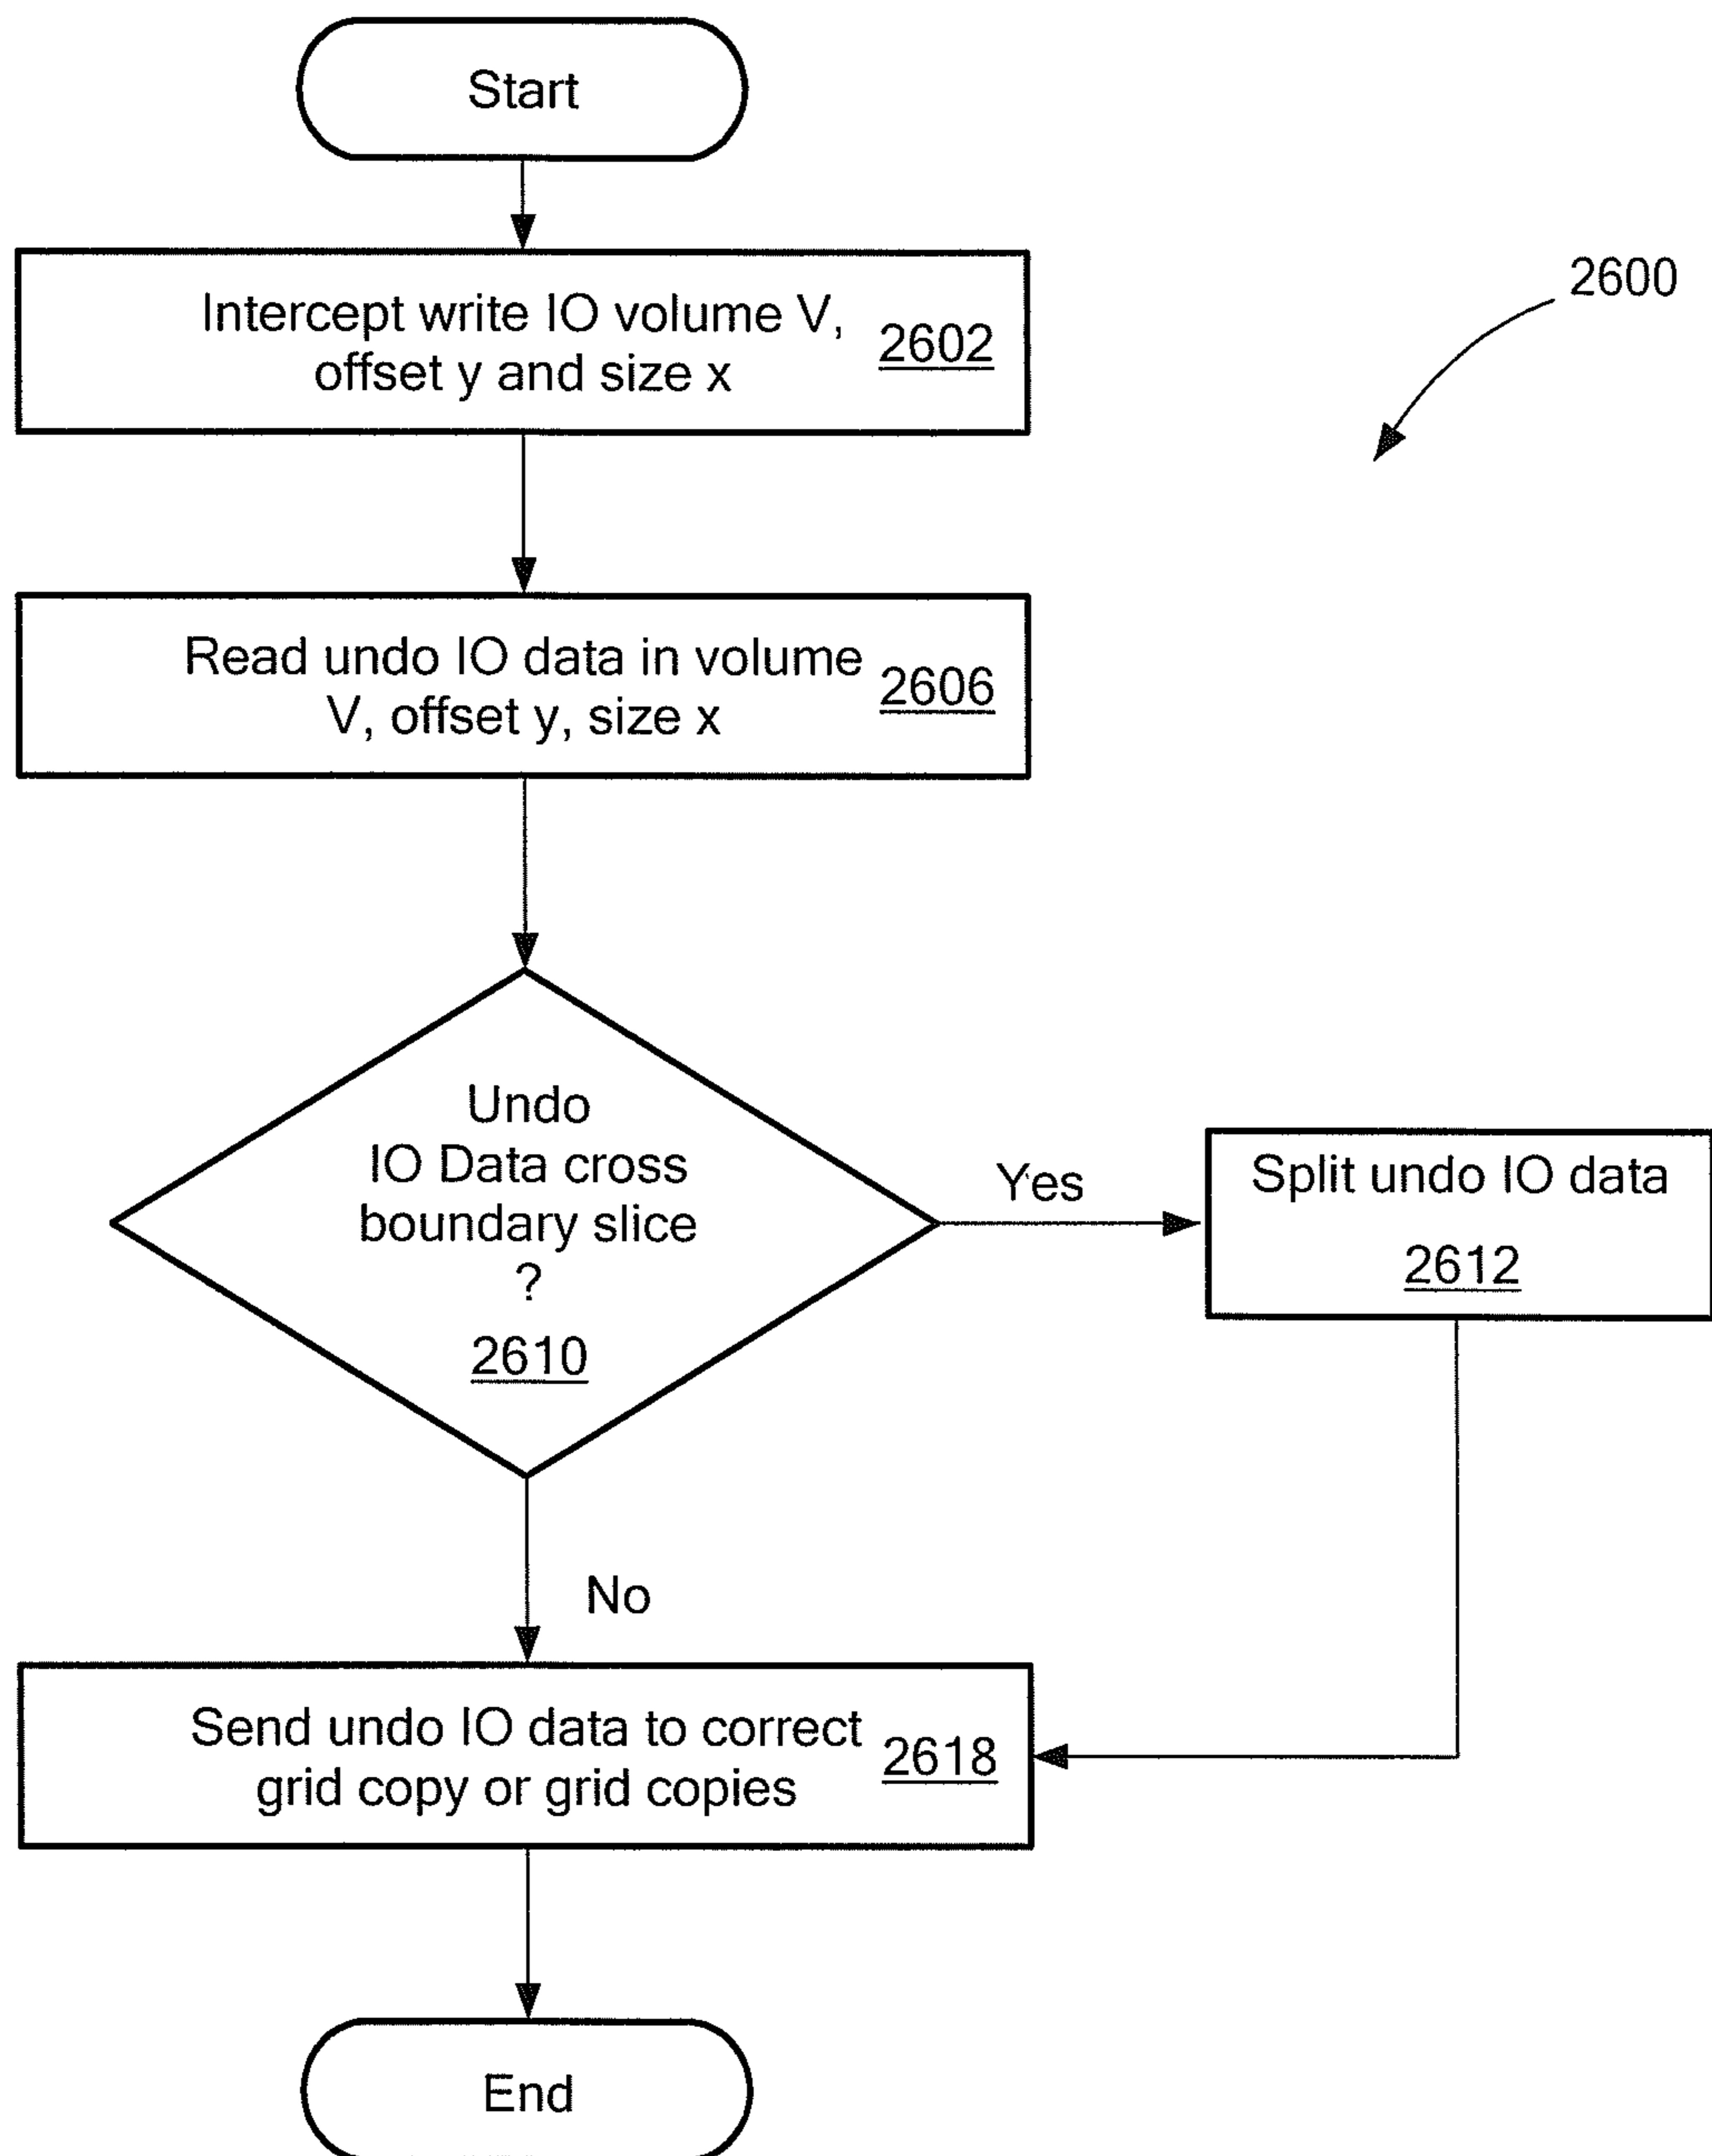 Start
2600
Intercept write IO volume V,
offset y and size x
2602
Read undo IO data in volume
V, offset y, size x
2606
Undo
IO Data cross
boundary slice
?
2610
Yes
Split undo IO data
2612
No
Send undo IO data to correct
grid copy or grid copies
2618
End